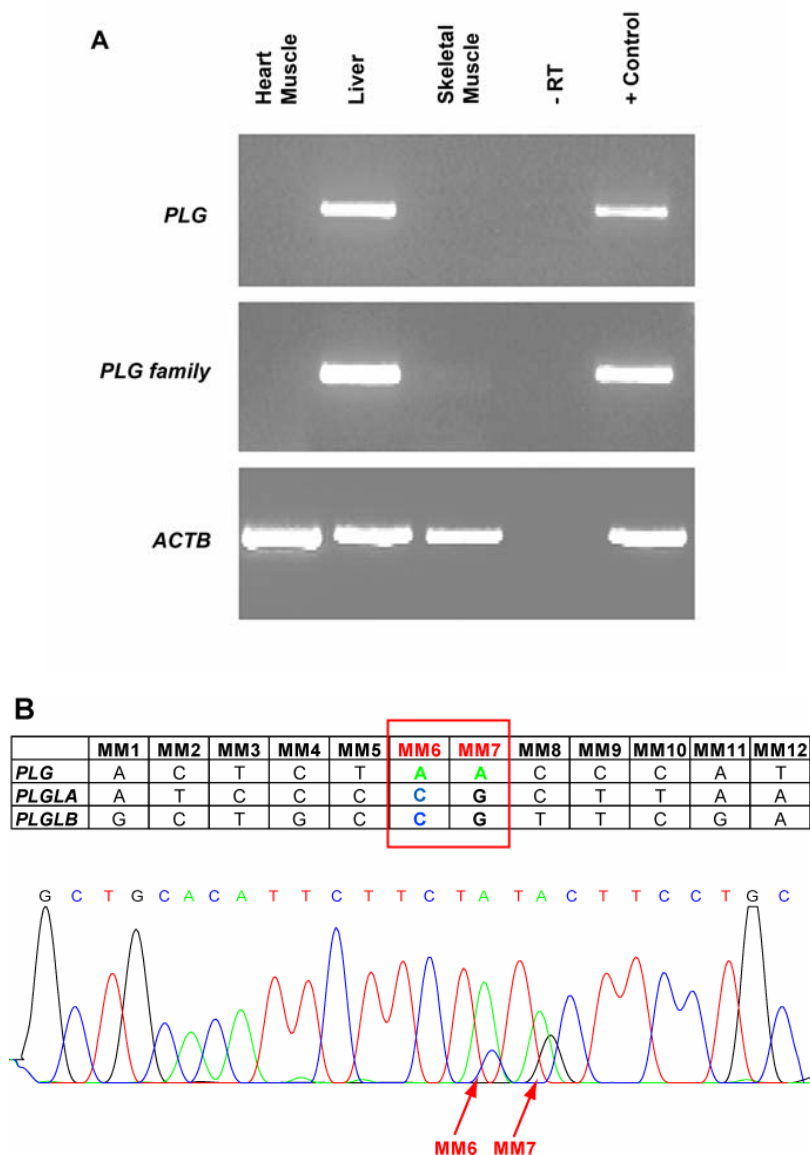 A
Heart
Muscle
Liver
Skeletal
Muscle
- RT
+ Control
PLG
PLG family
ACTB
B
MM1 MM2 MM3 MM4 MM5 MM6 MM7 MM8 MM9 MM10 MM11 MM12
PLG A C T C T A A C C C A T
PLGLA A T C C C C G C T T A A
PLGLB G C T G C C G T T C G A
G C T G C A C A T T C T T C T A T A C T T C C T G C
MM6 MM7